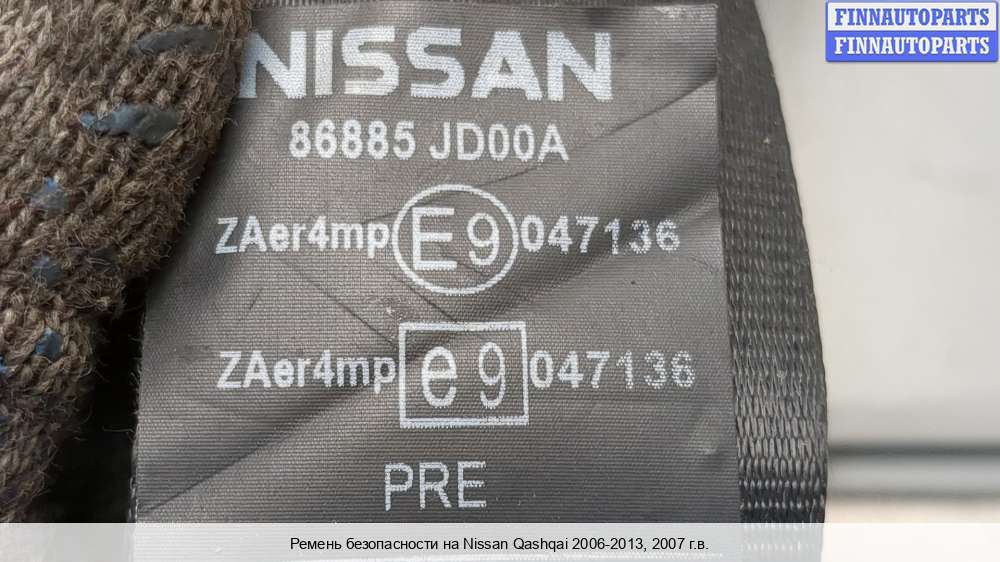 FINNAUTOPARTS
FINNAUTOPARTS
NISSAN
86885 JD00A
ZAer4mp E9 047136
ZAer4mp e9 047136
PRE
Ремень безопасности на Nissan Qashqai 2006-2013, 2007 г.в.